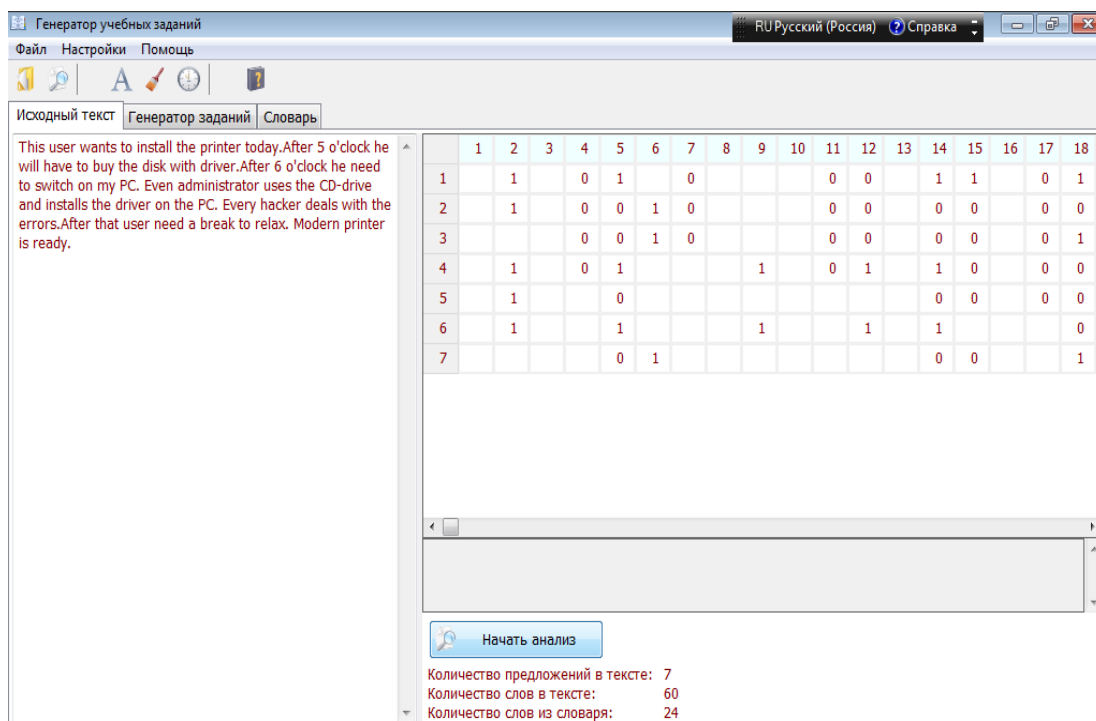 Генератор учебных заданий
RU Русский (Россия) ? Справка
Файл Настройки Помощь
Исходный текст Генератор заданий Словарь
This user wants to install the printer today.After 5 o'clock he
will have to buy the disk with driver.After 6 o'clock he need
to switch on my PC. Even administrator uses the CD-drive
and installs the driver on the PC. Every hacker deals with the
errors.After that user need a break to relax. Modern printer
is ready.
1 2 3 4 5 6 7 8 9 10 11 12 13 14 15 16 17 18
1 1 0 1 0 0 0 1 1 0 1
2 1 0 0 1 0 0 0 0 0 0 0
3 0 0 1 0 0 0 0 0 0 1
4 1 0 1 1 0 1 1 0 0 0
5 1 0 0 0 0 0
6 1 1 1 1 1 0
7 0 1 0 0 1
Начать анализ
Количество предложений в тексте: 7
Количество слов в тексте: 60
Количество слов из словаря: 24